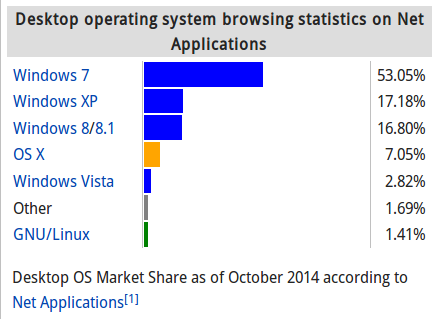 Desktop operating system browsing statistics on Net
Applications
Windows 7 53.05%
Windows XP 17.18%
Windows 8/8.1 16.80%
OS X 7.05%
Windows Vista 2.82%
Other 1.69%
GNU/Linux 1.41%
Desktop OS Market Share as of October 2014 according to
Net Applications[1]